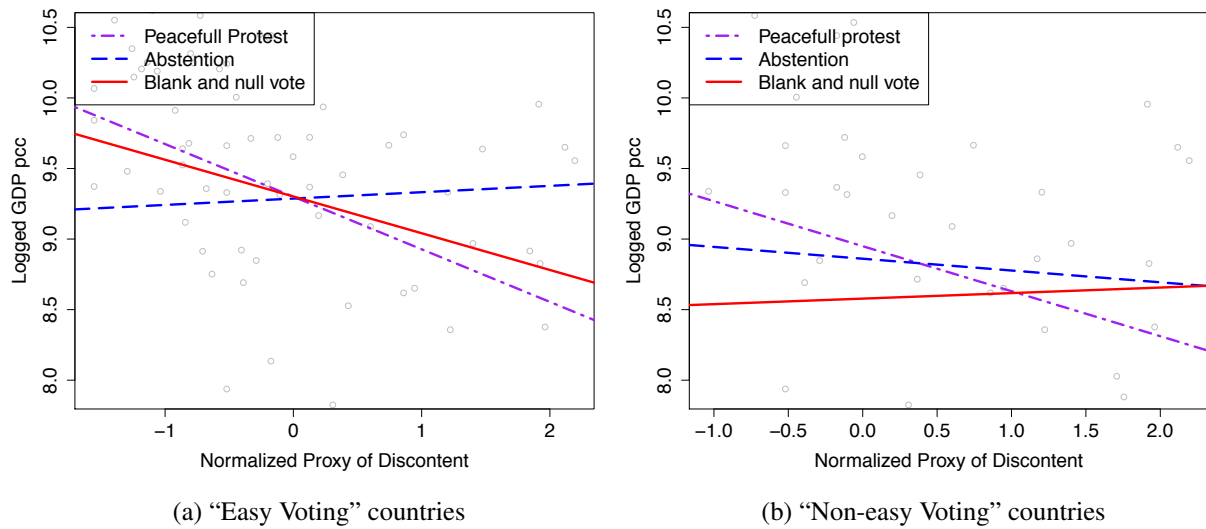 Peacefull Protest
Abstention
Blank and null vote
Logged GDP pcc
10.5
10.0
9.5
9.0
8.5
8.0
−1
0
1
2
Normalized Proxy of Discontent
(a) “Easy Voting” countries
Peacefull protest
Abstention
Blank and null vote
Logged GDP pcc
10.5
10.0
9.5
9.0
8.5
8.0
−1.0
−0.5
0.0
0.5
1.0
1.5
2.0
Normalized Proxy of Discontent
(b) “Non-easy Voting” countries